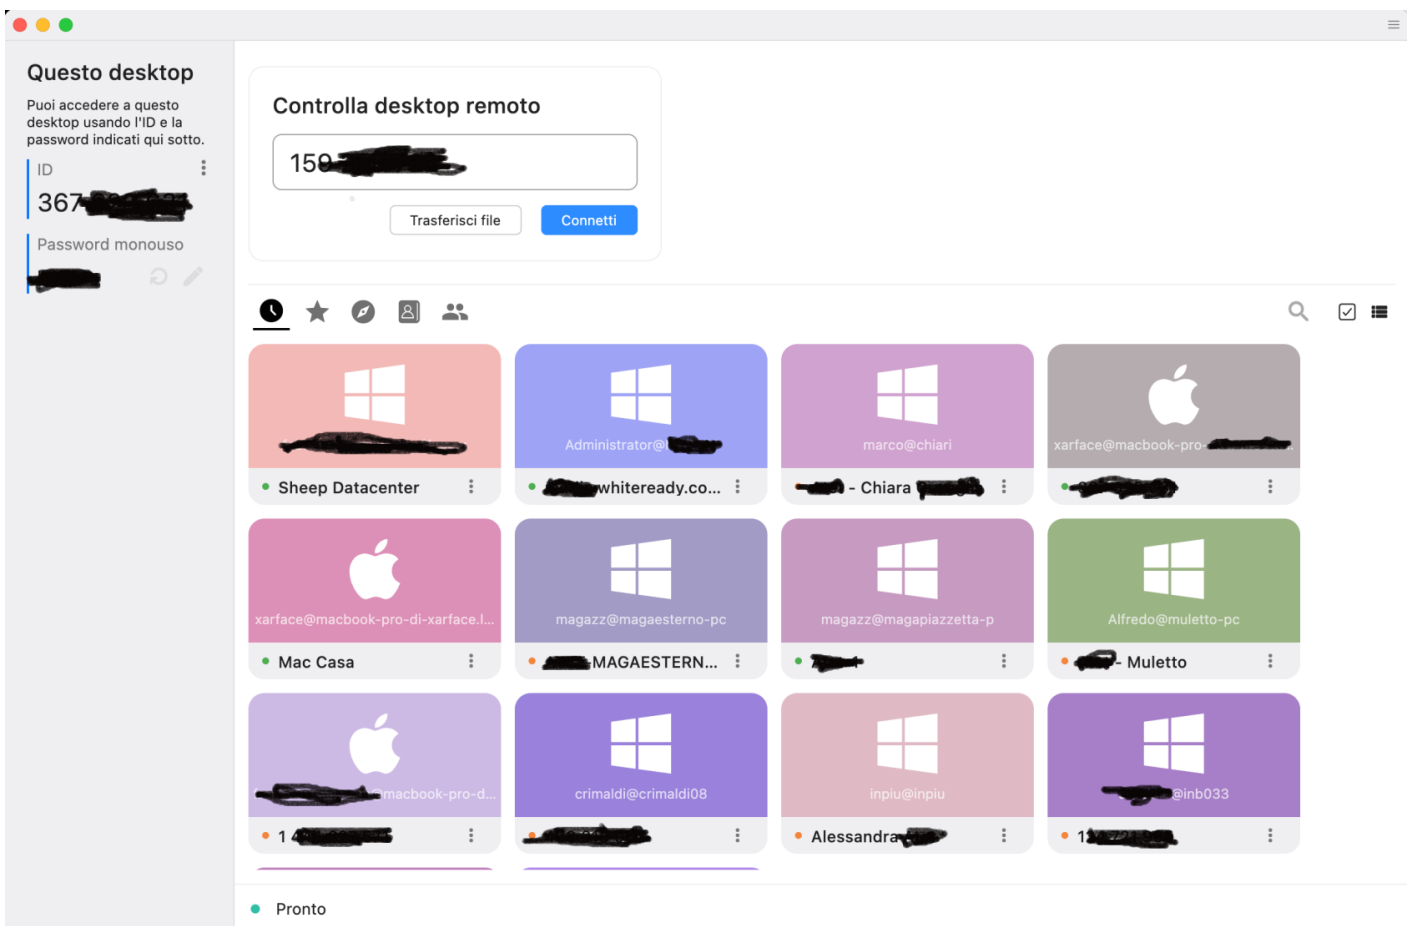 Questo desktop
Puoi accedere a questo
desktop usando l'ID e la
password indicati qui sotto.
ID
367
Password monouso
Controlla desktop remoto
159
Trasferisci file
Connetti
Administrator@
marco@chiari
xarface@macbook-pro-
Sheep Datacenter
whiteready.co...
- Chiara
xarface@macbook-pro-di-xarface.l...
magazz@magaesterno-pc
magazz@magapiazzetta-p
Alfredo@muletto-pc
Mac Casa
MAGAESTERN...
- Muletto
@macbook-pro-d...
crimaldi@crimaldi08
inpiu@inpiu
@inb033
1 4
Alessandra
1
Pronto